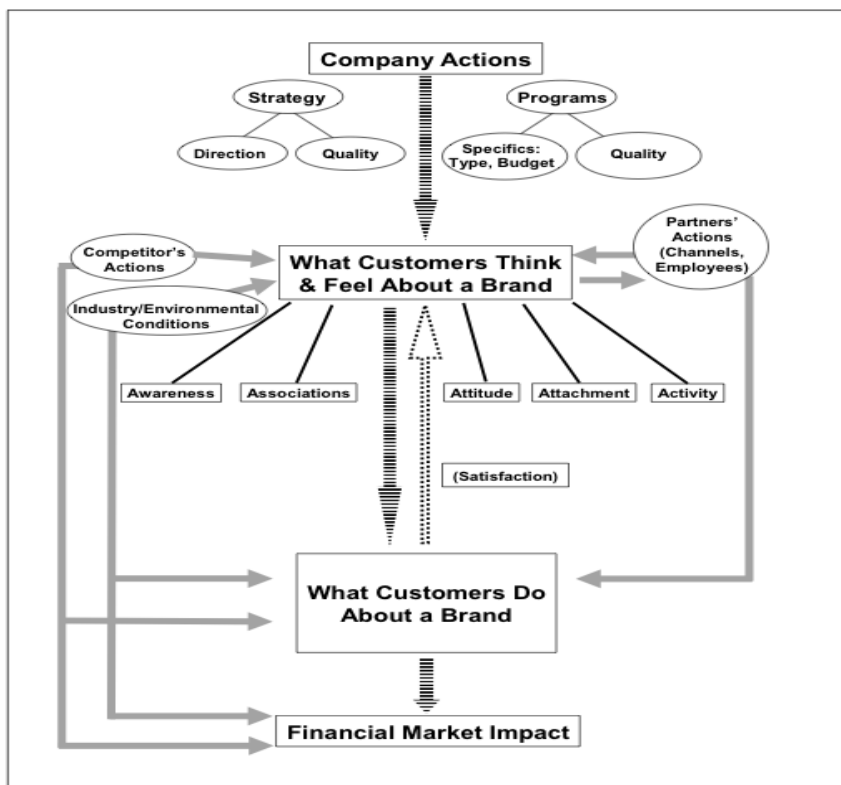 Company Actions
Strategy
Programs
Direction
Quality
Specifics:
Type, Budget
Quality
Competitor's
Actions
Partners'
Actions
(Channels,
Employees)
What Customers Think
& Feel About a Brand
Industry/Environmental
Conditions
Awareness
Associations
Attitude
Attachment
Activity
(Satisfaction)
What Customers Do
About a Brand
Financial Market Impact